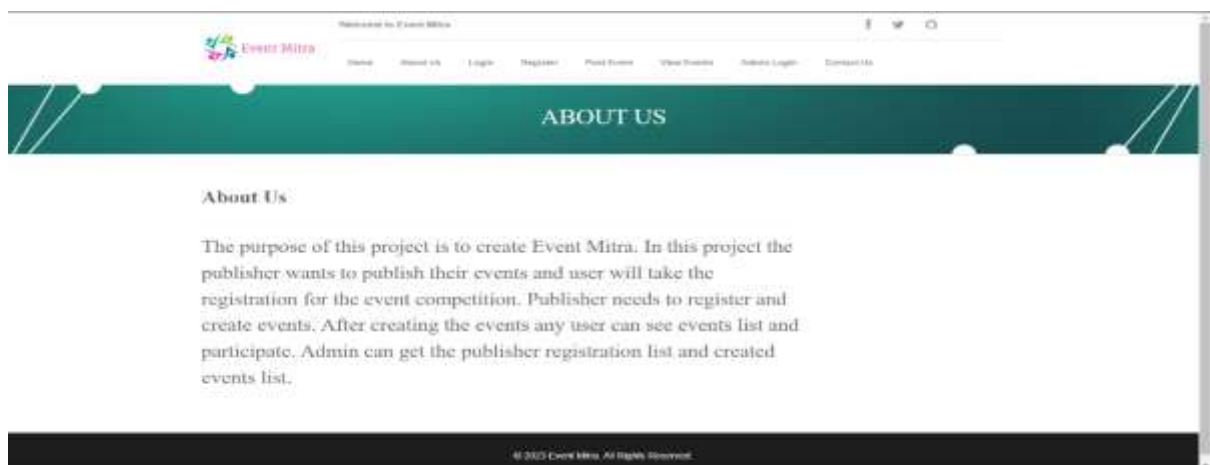 Welcome to Event Mitra
Event Mitra
Home About Us Login Register Post Event View Events Admin Login Contact Us
ABOUT US
About Us
The purpose of this project is to create Event Mitra. In this project the
publisher wants to publish their events and user will take the
registration for the event competition. Publisher needs to register and
create events. After creating the events any user can see events list and
participate. Admin can get the publisher registration list and created
events list.
© 2023 Event Mitra. All Rights Reserved.